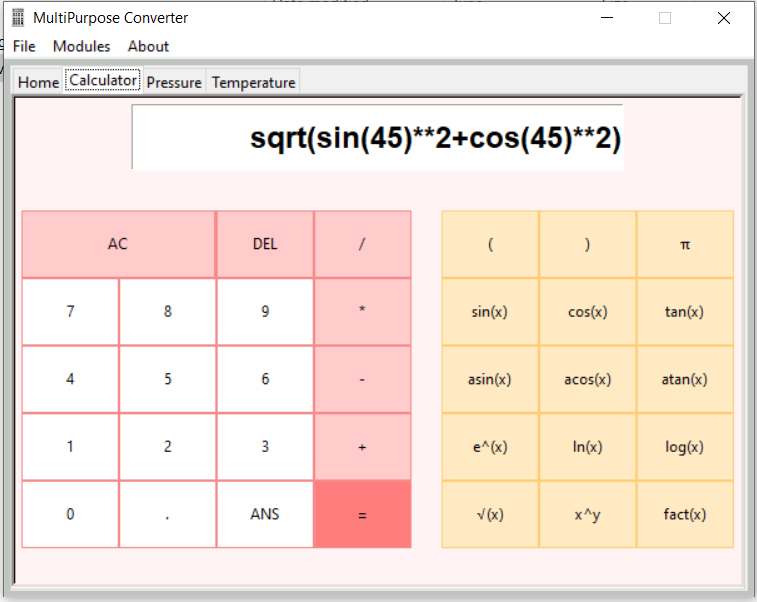 MultiPurpose Converter
File Modules About
Home Calculator Pressure Temperature
sqrt(sin(45)**2+cos(45)**2)
AC DEL / ( ) π
7 8 9 * sin(x) cos(x) tan(x)
4 5 6 - asin(x) acos(x) atan(x)
1 2 3 + e^(x) ln(x) log(x)
0 . ANS = √(x) x^y fact(x)